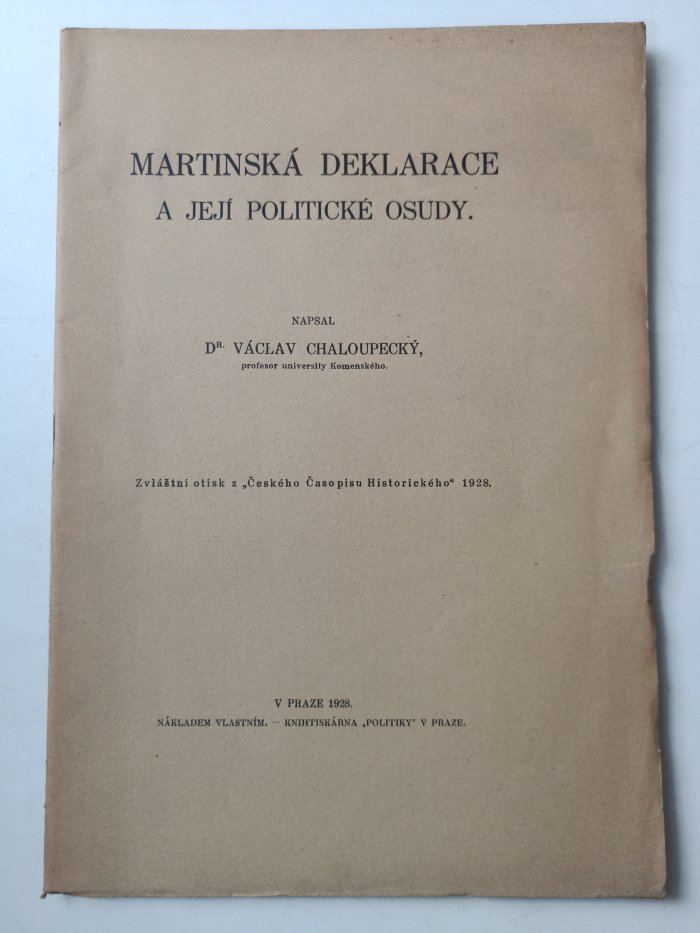 MARTINSKÁ DEKLARACE
A JEJÍ POLITICKÉ OSUDY.
NAPSAL
DR. VÁCLAV CHALOUPECKÝ,
profesor university Komenského.
Zvláštní otisk z „Českého Časopisu Historického“ 1928.
V PRAZE 1928.
NÁKLADEM VLASTNÍM. — KNIHTISKÁRNA „POLITIKY“ V PRAZE.